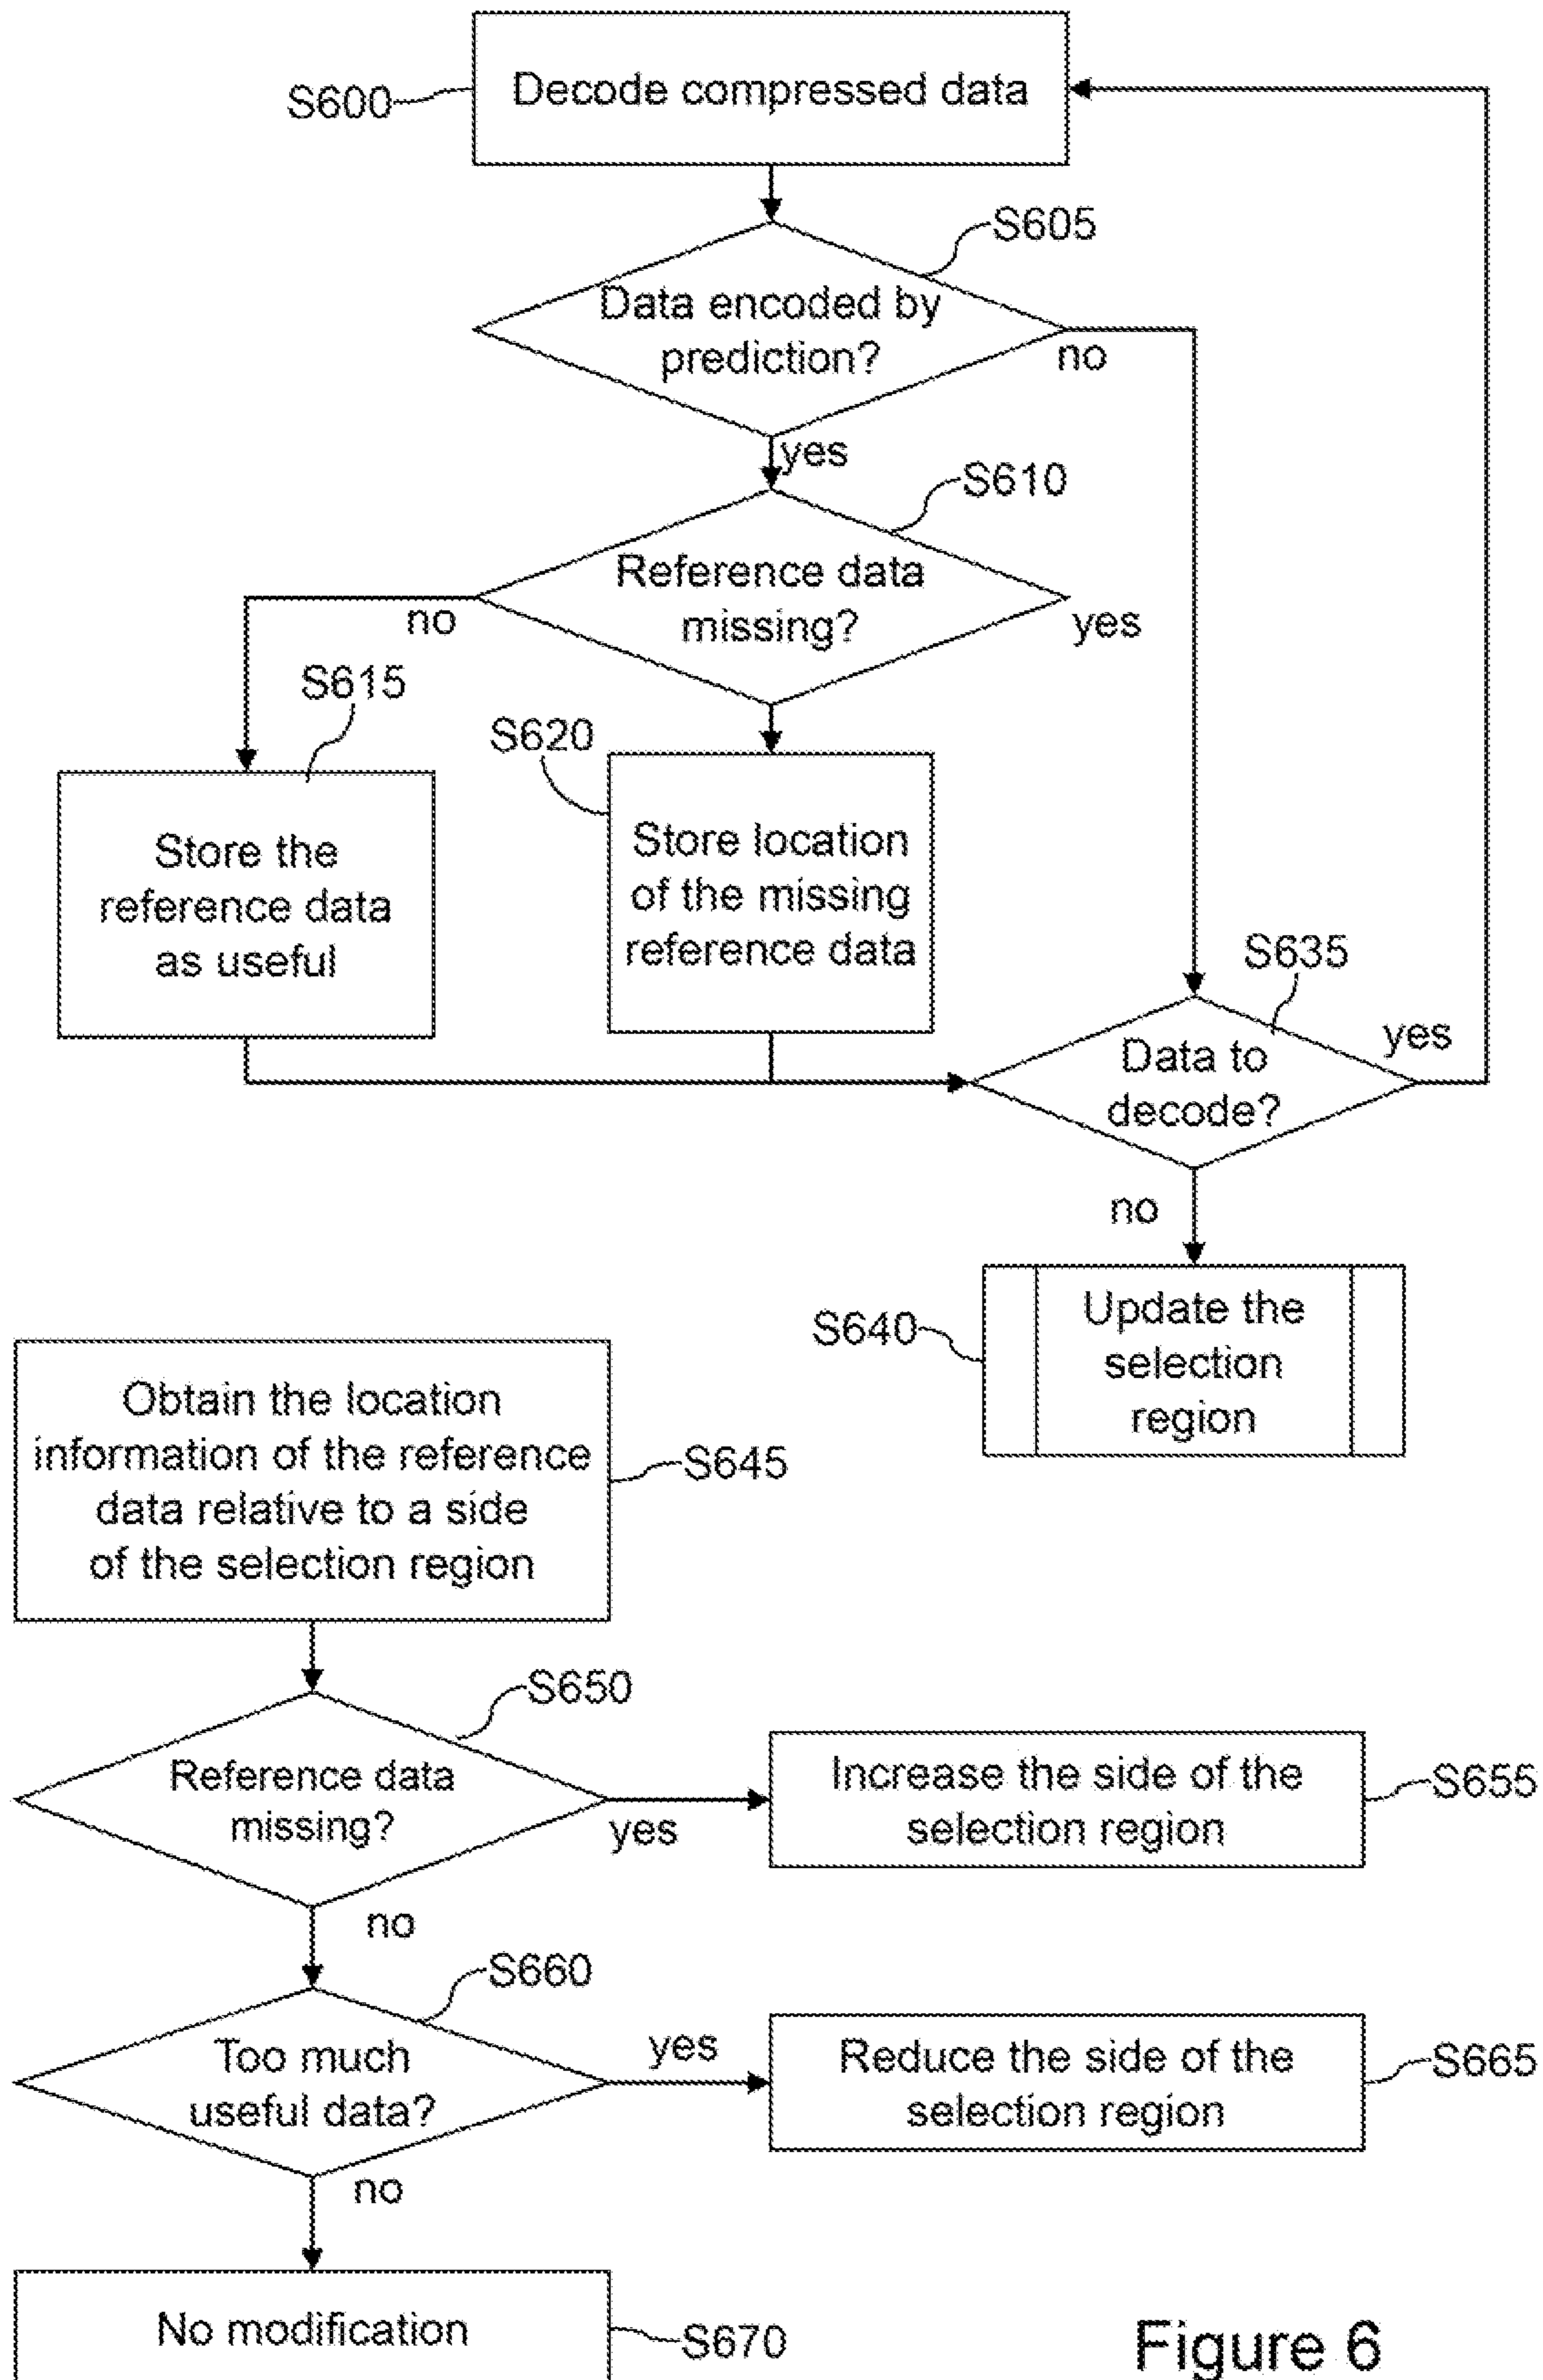 Decode compressed data
S600
S605
Data encoded by
prediction?
no
yes
S610
Reference data
missing?
no
yes
S615
S620
Store the
reference data
as useful
Store location
of the missing
reference data
S635
Data to
decode?
yes
no
S640
Update the
selection
region
Obtain the location
information of the reference
data relative to a side
of the selection region
S645
S650
Reference data
missing?
yes
Increase the side of the
selection region
S655
no
S660
Too much
useful data?
yes
Reduce the side of the
selection region
S665
no
No modification
S670
Figure 6